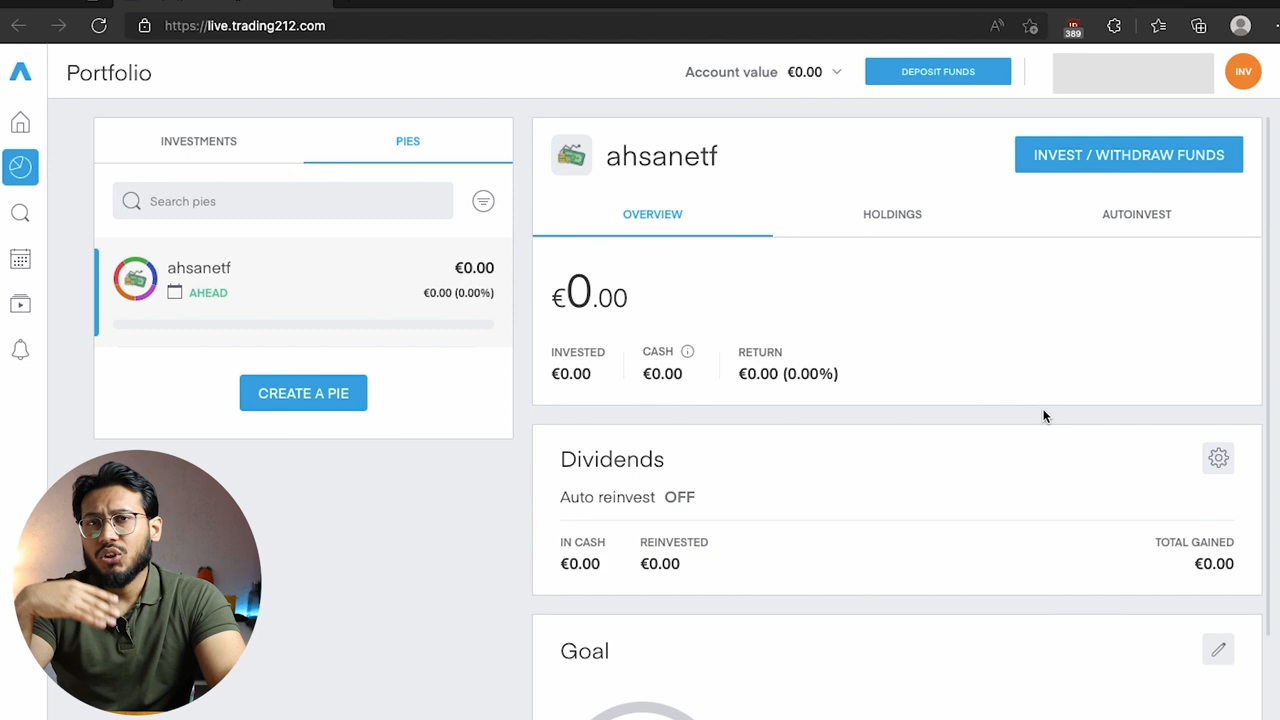 https://live.trading212.com
389
Portfolio
Account value €0.00
DEPOSIT FUNDS
INV
INVESTMENTS
PIES
Search pies
ahsanetf
€0.00
AHEAD
€0.00 (0.00%)
CREATE A PIE
ahsanetf
INVEST / WITHDRAW FUNDS
OVERVIEW
HOLDINGS
AUTOINVEST
€0.00
INVESTED
CASH
RETURN
€0.00
€0.00
€0.00 (0.00%)
Dividends
Auto reinvest OFF
IN CASH
REINVESTED
TOTAL GAINED
€0.00
€0.00
€0.00
Goal